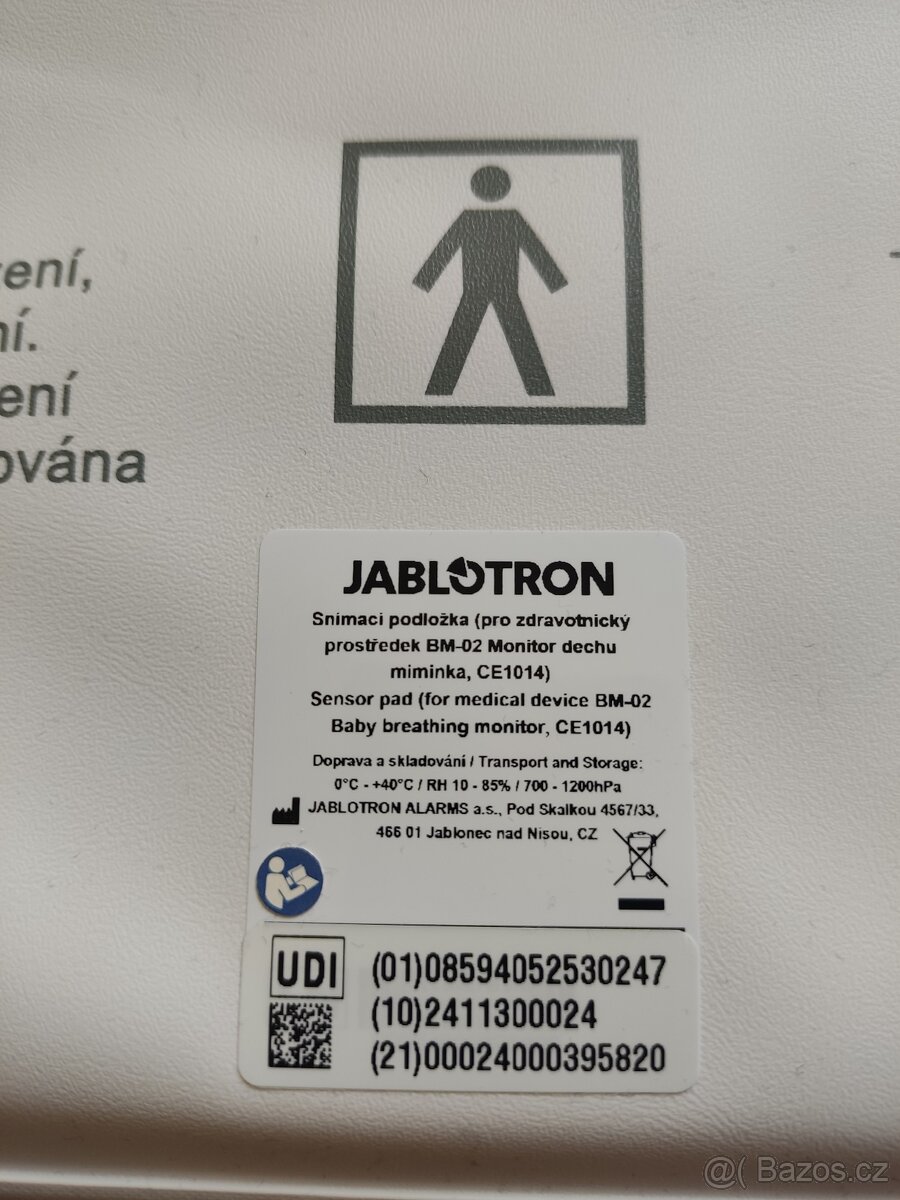 ení,
ní.
ení
ována
JABLOTRON
Snímací podložka (pro zdravotnický
prostředek BM-02 Monitor dechu
miminka, CE1014)
Sensor pad (for medical device BM-02
Baby breathing monitor, CE1014)
Doprava a skladování / Transport and Storage:
0°C - +40°C / RH 10 - 85% / 700 - 1200hPa
JABLOTRON ALARMS a.s., Pod Skalkou 4567/33,
466 01 Jablonec nad Nisou, CZ
UDI
(01)08594052530247
(10)2411300024
(21)00024000395820
@( Bazos.cz